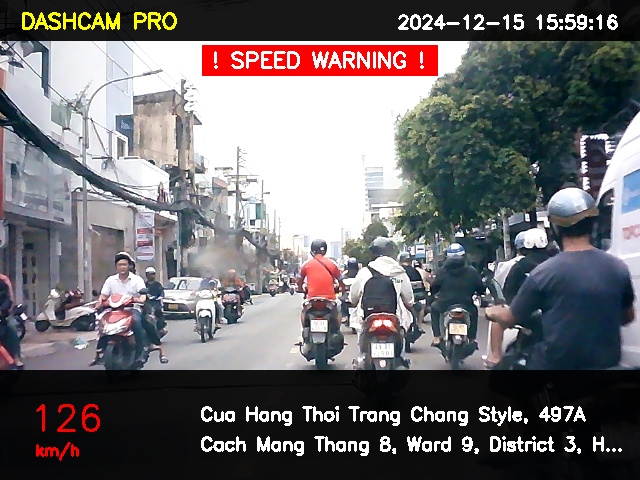 DASHCAM PRO
2024-12-15 15:59:16
! SPEED WARNING !
126
km/h
Cua Hang Thoi Trang Chang Style, 497A
Cach Mang Thang 8, Ward 9, District 3, H...